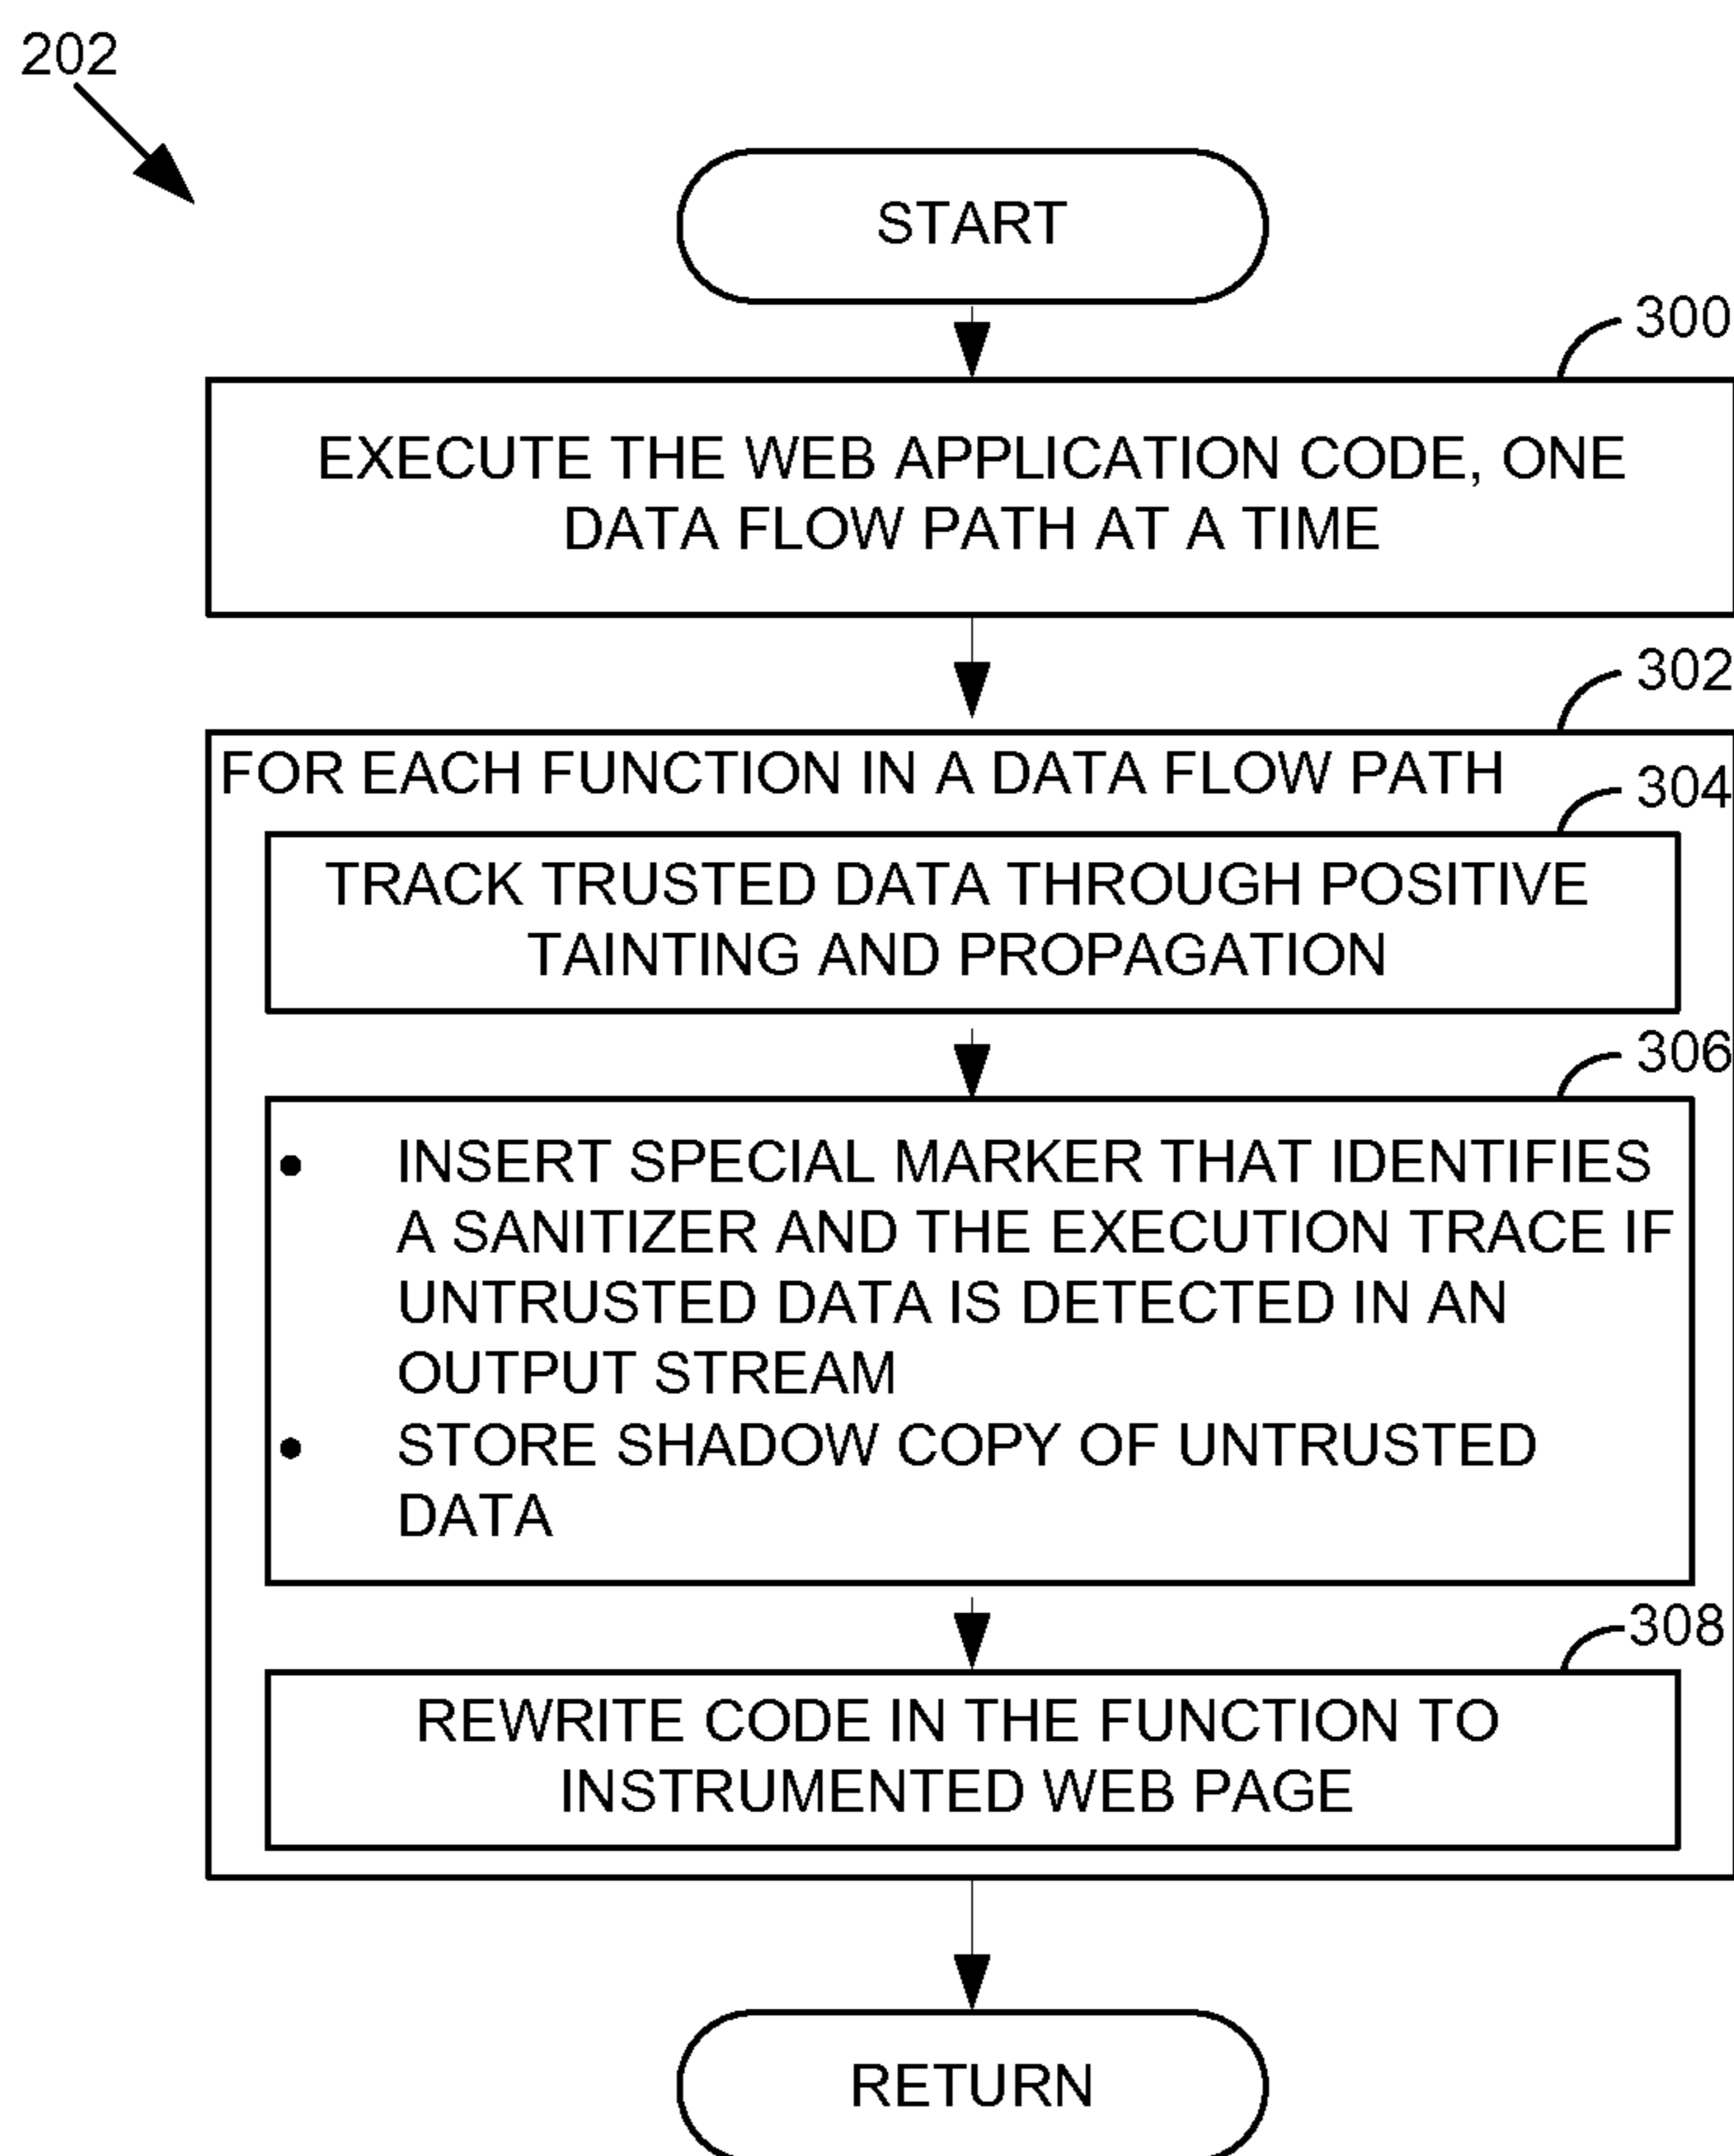 202
START
300
EXECUTE THE WEB APPLICATION CODE, ONE
DATA FLOW PATH AT A TIME
302
FOR EACH FUNCTION IN A DATA FLOW PATH
304
TRACK TRUSTED DATA THROUGH POSITIVE
TAINTING AND PROPAGATION
306
• INSERT SPECIAL MARKER THAT IDENTIFIES
A SANITIZER AND THE EXECUTION TRACE IF
UNTRUSTED DATA IS DETECTED IN AN
OUTPUT STREAM
• STORE SHADOW COPY OF UNTRUSTED
DATA
308
REWRITE CODE IN THE FUNCTION TO
INSTRUMENTED WEB PAGE
RETURN